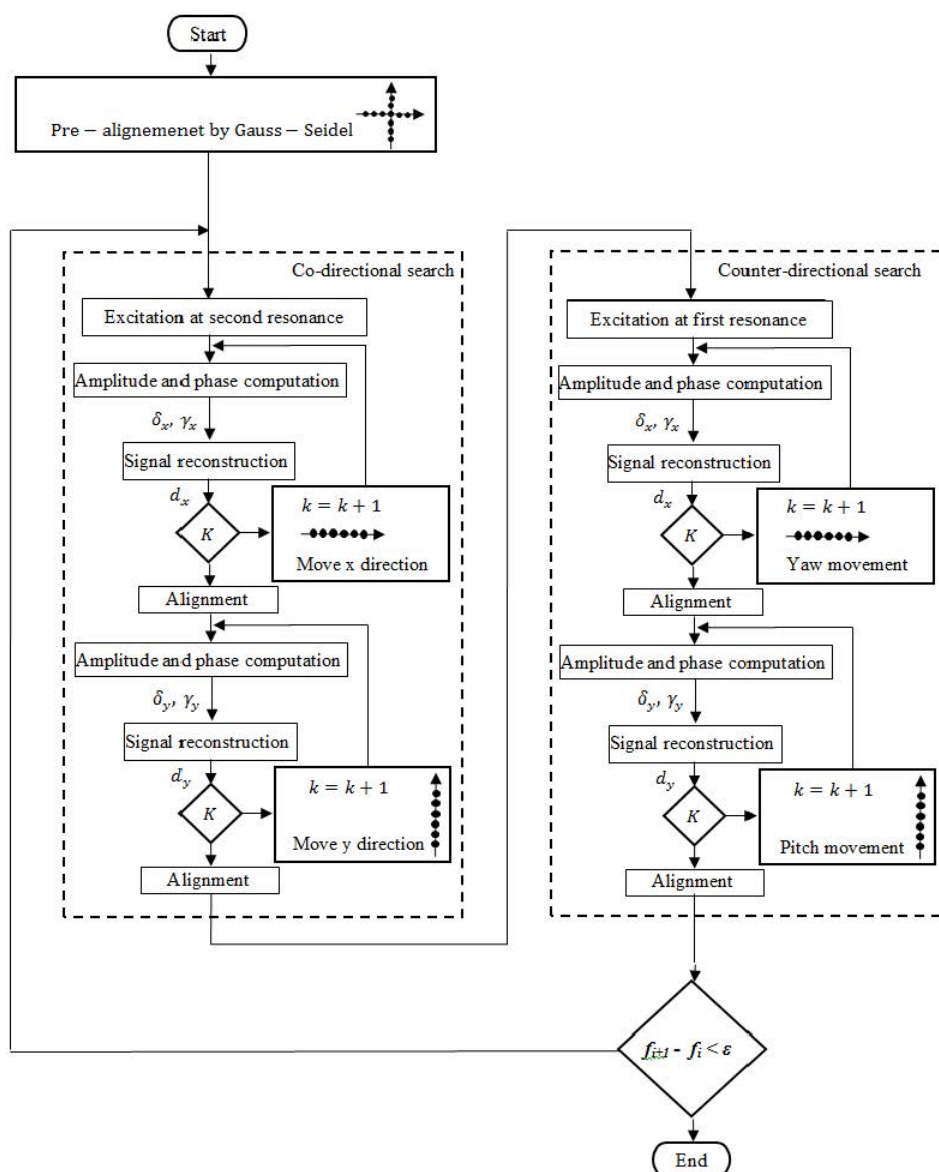 Start
Pre − alignemenet by Gauss − Seidel
Co-directional search
Excitation at second resonance
Amplitude and phase computation
δx, γx
Signal reconstruction
dx
K
k = k + 1
Move x direction
Alignment
Amplitude and phase computation
δy, γy
Signal reconstruction
dy
K
k = k + 1
Move y direction
Alignment
Counter-directional search
Excitation at first resonance
Amplitude and phase computation
δx, γx
Signal reconstruction
dx
K
k = k + 1
Yaw movement
Alignment
Amplitude and phase computation
δy, γy
Signal reconstruction
dy
K
k = k + 1
Pitch movement
Alignment
fi+1 - fi < ε
End